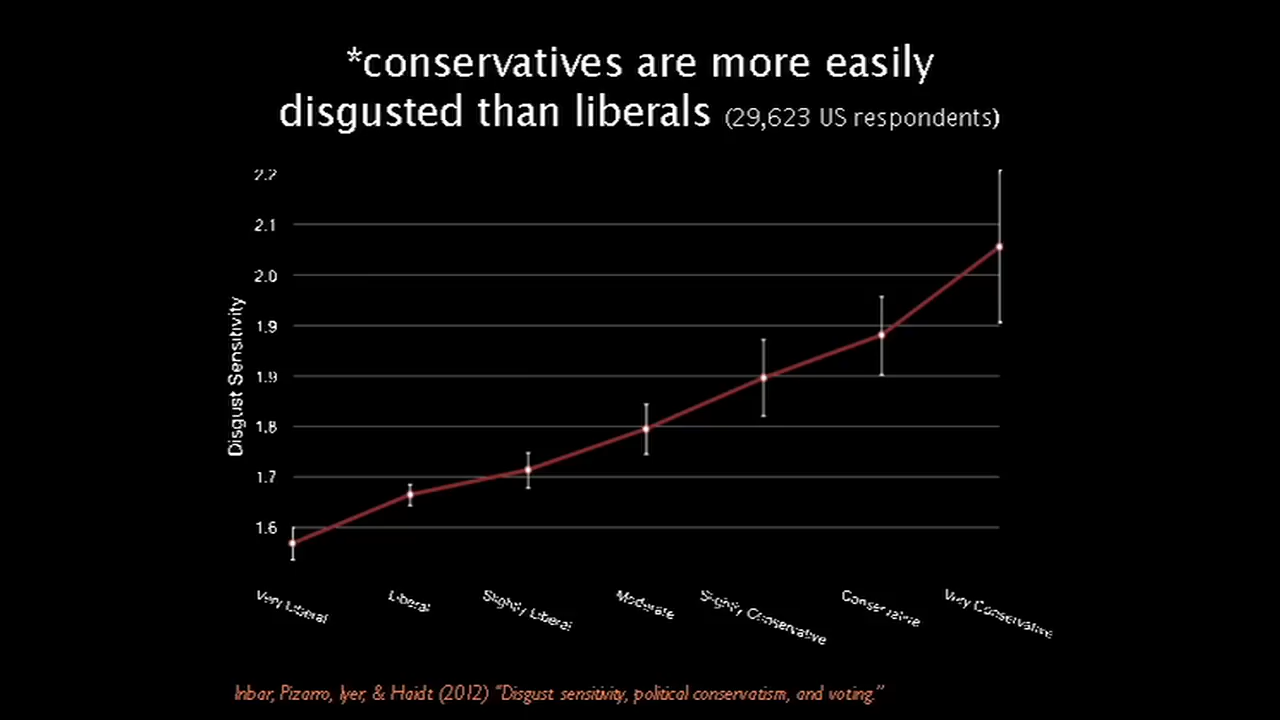 *conservatives are more easily
disgusted than liberals (29,623 US respondents)
2.2
2.1
2.0
1.9
1.9
1.8
1.7
1.6
Disgust Sensitivity
Very Liberal
Liberal
Slightly Liberal
Moderate
Slightly Conservative
Conservative
Very Conservative
Inbar, Pizarro, Iyer, & Haidt (2012) “Disgust sensitivity, political conservatism, and voting.”